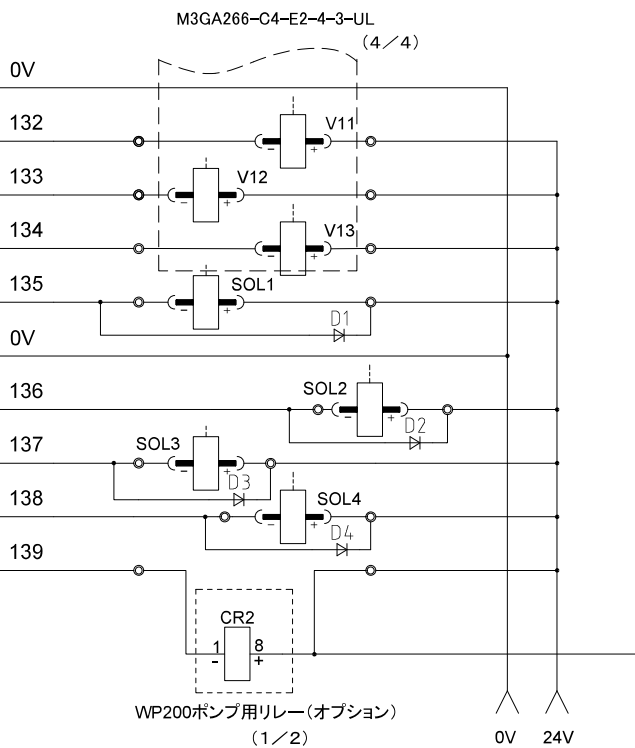 M3GA266-C4-E2-4-3-UL
(4/4)
0V
132
V11
- +
133
V12
- +
134
V13
- +
135
SOL1
- +
D1
0V
136
SOL2
- +
D2
137
SOL3
- +
D3
138
SOL4
- +
D4
139
CR2
1 8
- +
WP200ポンプ用リレー(オプション)
(1/2)
0V 24V